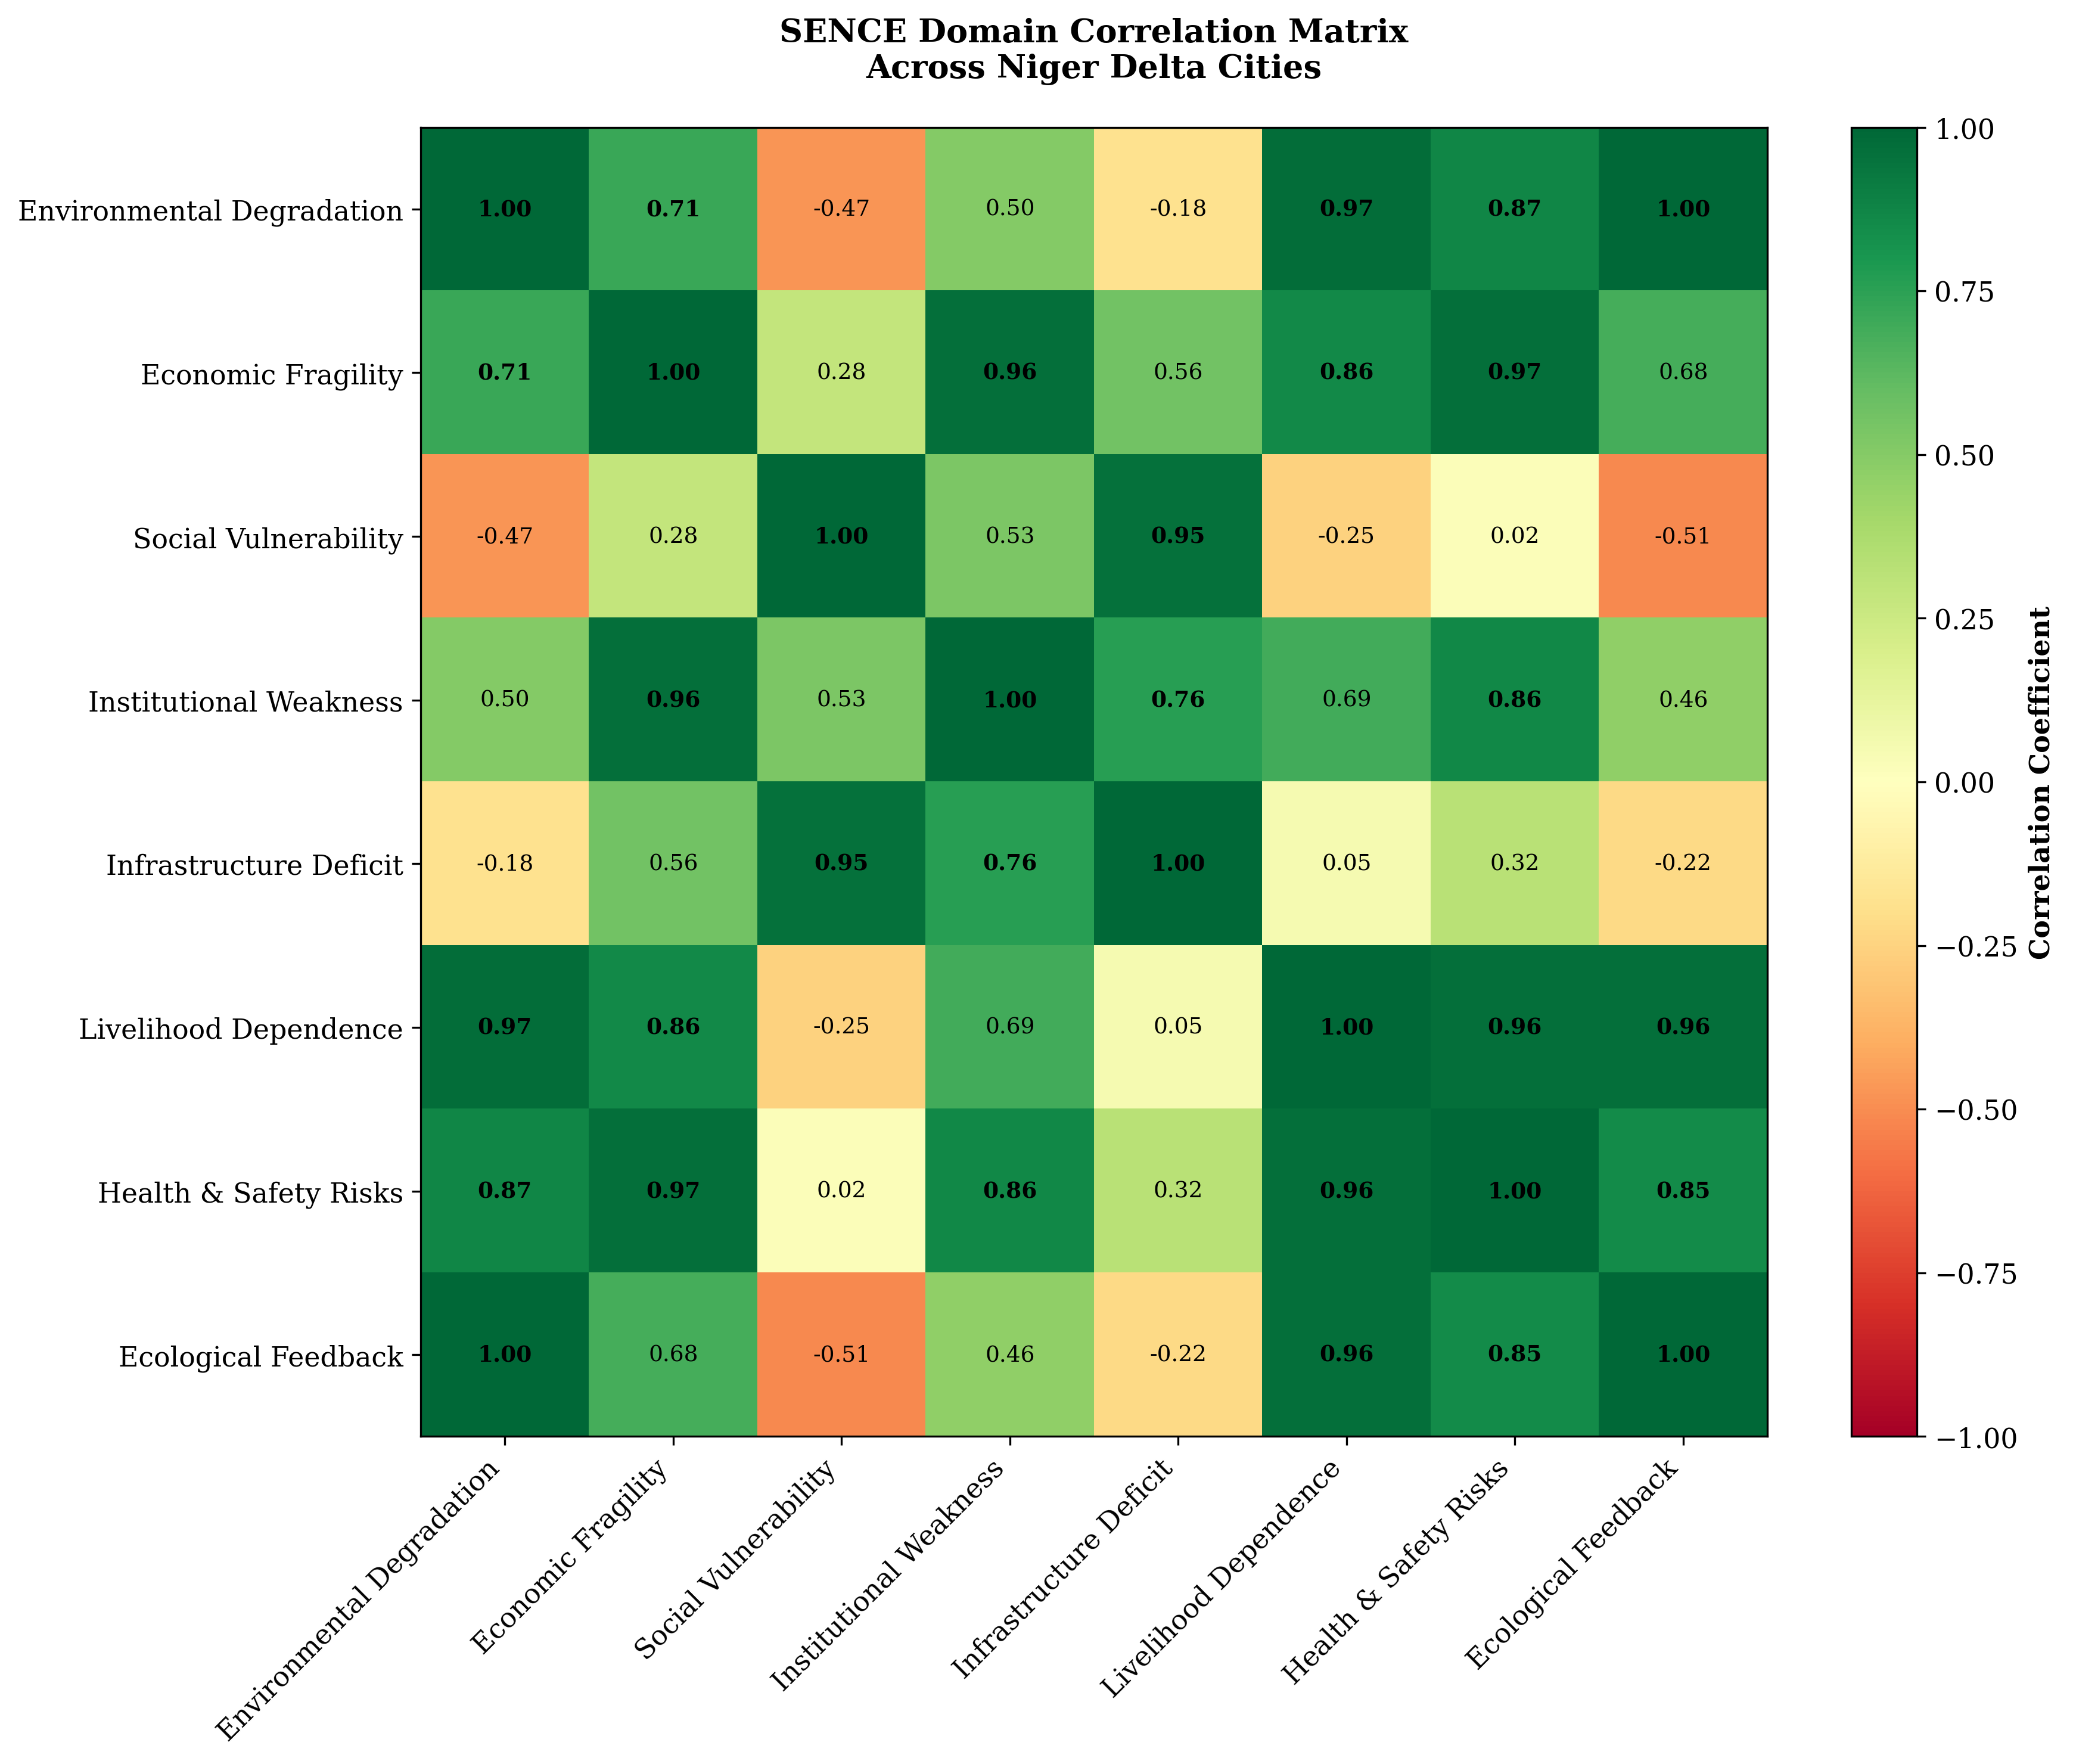 SENCE Domain Correlation Matrix
Across Niger Delta Cities
Environmental Degradation 1.00 0.71 -0.47 0.50 -0.18 0.97 0.87 1.00
Economic Fragility 0.71 1.00 0.28 0.96 0.56 0.86 0.97 0.68
Social Vulnerability -0.47 0.28 1.00 0.53 0.95 -0.25 0.02 -0.51
Institutional Weakness 0.50 0.96 0.53 1.00 0.76 0.69 0.86 0.46
Infrastructure Deficit -0.18 0.56 0.95 0.76 1.00 0.05 0.32 -0.22
Livelihood Dependence 0.97 0.86 -0.25 0.69 0.05 1.00 0.96 0.96
Health & Safety Risks 0.87 0.97 0.02 0.86 0.32 0.96 1.00 0.85
Ecological Feedback 1.00 0.68 -0.51 0.46 -0.22 0.96 0.85 1.00
Environmental Degradation
Economic Fragility
Social Vulnerability
Institutional Weakness
Infrastructure Deficit
Livelihood Dependence
Health & Safety Risks
Ecological Feedback
1.00
0.75
0.50
0.25
0.00
−0.25
−0.50
−0.75
−1.00
Correlation Coefficient